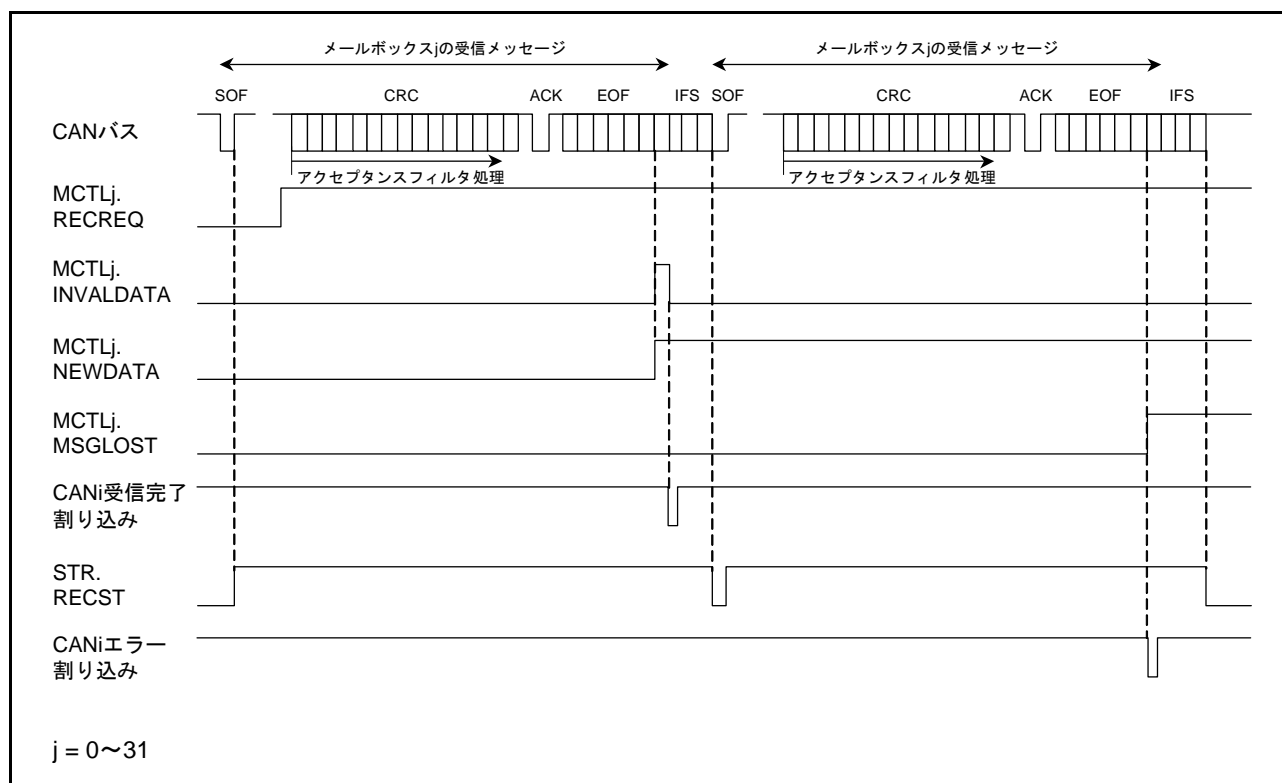 メールボックスjの受信メッセージ メールボックスjの受信メッセージ
SOF CRC ACK EOF IFS SOF CRC ACK EOF IFS
CANバス
アクセプタンスフィルタ処理 アクセプタンスフィルタ処理
MCTLj.
RECREQ
MCTLj.
INVALDATA
MCTLj.
NEWDATA
MCTLj.
MSGLOST
CANi受信完了
割り込み
STR.
RECST
CANiエラー
割り込み
j = 0～31